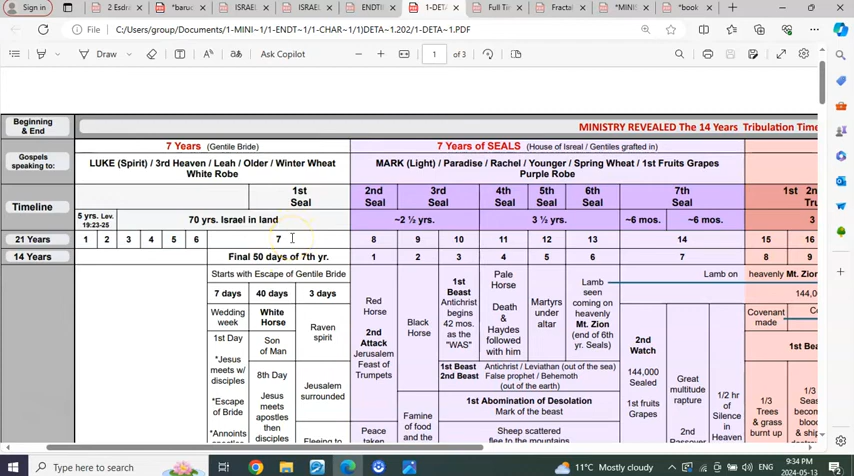 Sign in
2 Esdra
*baruc
ISRAEL
ISRAEL
ENDTIN
1-DETA
Full Tin
Fractal
*MINIS
*book
File
C:/Users/group/Documents/1-MINI~1/1-ENDT~1/1-CHAR~1/1)DETA~1.202/1-DETA~1.PDF
Draw
Ask Copilot
1 of 3
Beginning
& End
MINISTRY REVEALED The 14 Years Tribulation Time
Gospels
speaking to:
7 Years (Gentile Bride)
LUKE (Spirit) / 3rd Heaven / Leah / Older / Winter Wheat
White Robe
7 Years of SEALS (House of Isreal / Gentiles grafted in)
MARK (Light) / Paradise / Rachel / Younger / Spring Wheat / 1st Fruits Grapes
Purple Robe
Timeline
1st
Seal
2nd
Seal
3rd
Seal
4th
Seal
5th
Seal
6th
Seal
7th
Seal
1st
5 yrs. Lev.
19:23-25
70 yrs. Israel in land
~2 ½ yrs.
3 ½ yrs.
~6 mos.
~6 mos.
3
21 Years
1 2 3 4 5 6 7 8 9 10 11 12 13 14 15 16
14 Years
Final 50 days of 7th yr.
1 2 3 4 5 6 7 8 9
Starts with Escape of Gentile Bride
7 days
40 days
3 days
Wedding
week
1st Day
*Jesus
meets w/
disciples
*Escape
of Bride
*Annoints
White
Horse
Son
of Man
8th Day
Jesus
meets
apostles
then
disciples
Raven
spirit
Jerusalem
surrounded
Fleeing to
Red
Horse
2nd
Attack
Jerusalem
Feast of
Trumpets
Peace
taken
Black
Horse
Famine
of food
and the
1st
Beast
Antichrist
begins
42 mos.
as the
"WAS"
Pale
Horse
Death
&
Haydes
followed
with him
Martyrs
under
altar
Lamb
seen
coming on
heavenly
Mt. Zion
(end of 6th
yr. Seals)
1st Beast
2nd Beast
Antichrist / Leviathan (out of the sea)
False prophet / Behemoth
(out of the earth)
1st Abomination of Desolation
Mark of the beast
Sheep scattered
flee to the mountains
Lamb on heavenly Mt. Zion
144,000
2nd
Watch
144,000
Sealed
1st fruits
Grapes
Great
multitude
rapture
2nd
Passover
1/2 hr
of
Silence
in
Heaven
Covenant
made
1st Beast
1/3
Trees
& grass
burnt up
1/3
Seas
11°C Mostly cloudy
Type here to search
9:34 PM
2024-05-13